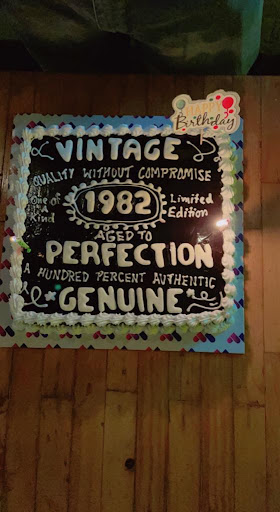 Happy
Birthday
VINTAGE
QUALITY WITHOUT COMPROMISE
One of
Kind
1982
Limited
Edition
AGED TO
PERFECTION
A HUNDRED PERCENT AUTHENTIC
GENUINE